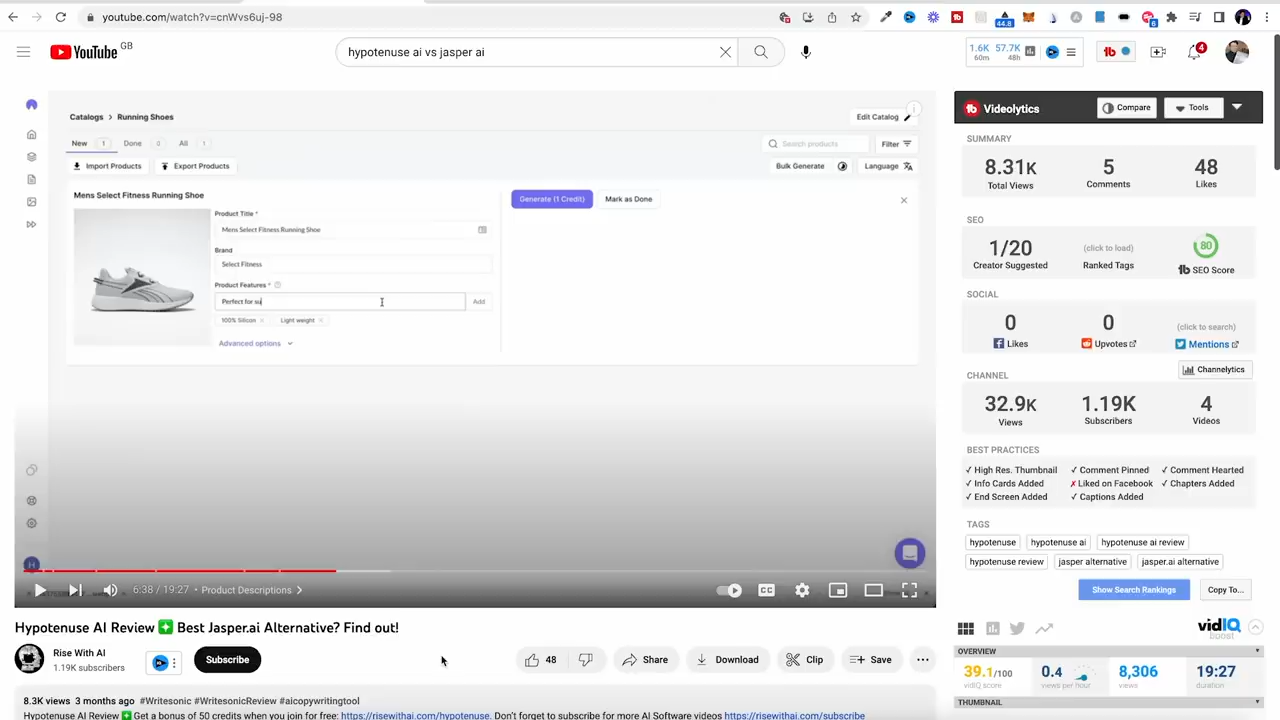 youtube.com/watch?v=cnWvs6uj-98
44.8
6
YouTube GB
hypotenuse ai vs jasper ai
1.6K 57.7K
60m 48h
tb
4
Catalogs > Running Shoes
Edit Catalog
New 1 Done 0 All 1
Search products
Filter
Import Products Export Products
Bulk Generate
Language
Mens Select Fitness Running Shoe
Generate (1 Credit) Mark as Done
Product Title *
Mens Select Fitness Running Shoe
Brand
Select Fitness
Product Features *
Perfect for su
Add
100% Silicon Light weight
Advanced options
H
6:38 / 19:27 • Product Descriptions >
CC
Hypotenuse AI Review ➕ Best Jasper.ai Alternative? Find out!
Rise With AI
1.19K subscribers
Subscribe
48
Share
Download
Clip
Save
8.3K views 3 months ago #Writesonic #WritesonicReview #aicopywritingtool
Hypotenuse AI Review ➕ Get a bonus of 50 credits when you join for free: https://risewithai.com/hypotenuse. Don't forget to subscribe for more AI Software videos https://risewithai.com/subscribe
tb Videolytics
Compare
Tools
SUMMARY
8.31K 5 48
Total Views Comments Likes
SEO
1/20 (click to load) 80
Creator Suggested Ranked Tags tb SEO Score
SOCIAL
0 0 (click to search)
Likes Upvotes Mentions
CHANNEL
Channelytics
32.9K 1.19K 4
Views Subscribers Videos
BEST PRACTICES
✓ High Res. Thumbnail ✓ Comment Pinned ✓ Comment Hearted
✓ Info Cards Added ✗ Liked on Facebook ✓ Chapters Added
✓ End Screen Added ✓ Captions Added
TAGS
hypotenuse hypotenuse ai hypotenuse ai review
hypotenuse review jasper alternative jasper.ai alternative
Show Search Rankings Copy To...
vidIQ
boost
OVERVIEW
39.1/100 0.4 8,306 19:27
vidIQ score views per hour views duration
THUMBNAIL